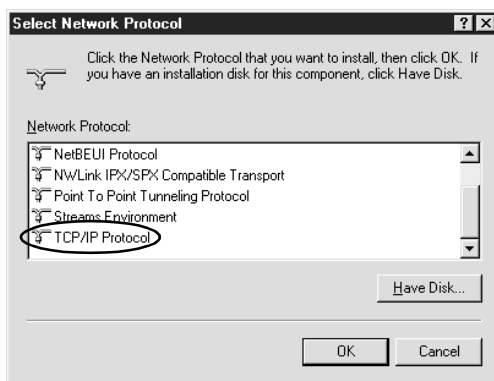 Select Network Protocol
Click the Network Protocol that you want to install, then click OK. If
you have an installation disk for this component, click Have Disk.
Network Protocol:
NetBEUI Protocol
NWLink IPX/SPX Compatible Transport
Point To Point Tunneling Protocol
Streams Environment
TCP/IP Protocol
Have Disk...
OK
Cancel